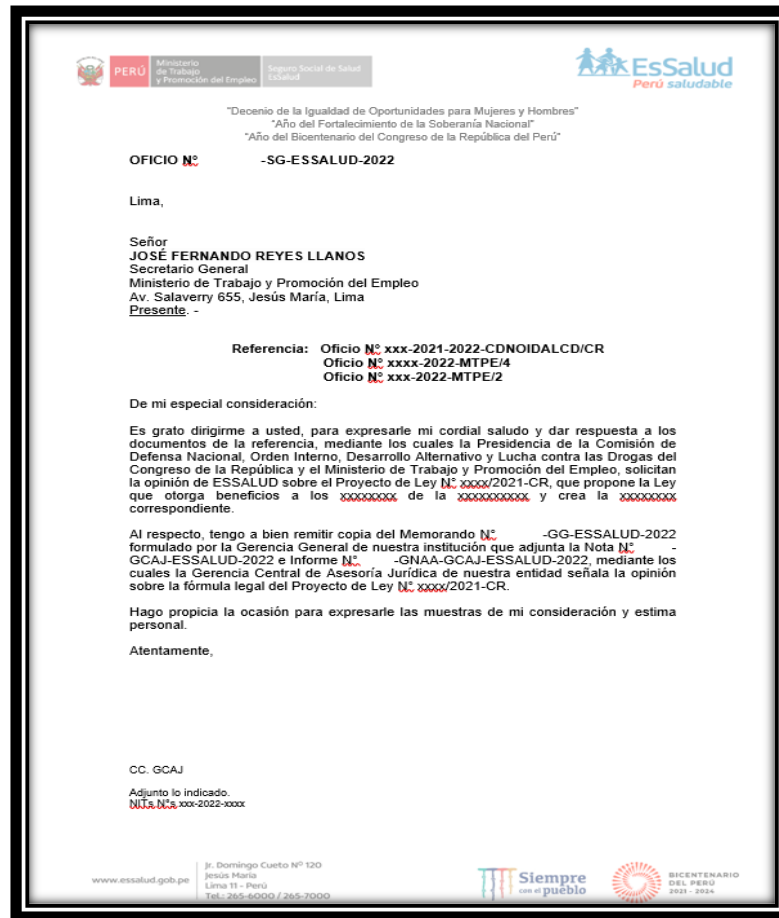 PERÚ
Ministerio
de Trabajo
y Promoción del Empleo
Seguro Social de Salud
EsSalud
EsSalud
Perú saludable
"Decenio de la Igualdad de Oportunidades para Mujeres y Hombres"
"Año del Fortalecimiento de la Soberanía Nacional"
"Año del Bicentenario del Congreso de la República del Perú"
OFICIO N° -SG-ESSALUD-2022
Lima,
Señor
JOSÉ FERNANDO REYES LLANOS
Secretario General
Ministerio de Trabajo y Promoción del Empleo
Av. Salaverry 655, Jesús María, Lima
Presente. -
Referencia: Oficio N° xxx-2021-2022-CDNOIDALCD/CR
Oficio N° xxxx-2022-MTPE/4
Oficio N° xxx-2022-MTPE/2
De mi especial consideración:
Es grato dirigirme a usted, para expresarle mi cordial saludo y dar respuesta a los
documentos de la referencia, mediante los cuales la Presidencia de la Comisión de
Defensa Nacional, Orden Interno, Desarrollo Alternativo y Lucha contra las Drogas del
Congreso de la República y el Ministerio de Trabajo y Promoción del Empleo, solicitan
la opinión de ESSALUD sobre el Proyecto de Ley N° xxxx/2021-CR, que propone la Ley
que otorga beneficios a los xxxxxxxx de la xxxxxxxxxx y crea la xxxxxxxx
correspondiente.
Al respecto, tengo a bien remitir copia del Memorando N° -GG-ESSALUD-2022
formulado por la Gerencia General de nuestra institución que adjunta la Nota N° -
GCAJ-ESSALUD-2022 e Informe N° -GNAA-GCAJ-ESSALUD-2022, mediante los
cuales la Gerencia Central de Asesoría Jurídica de nuestra entidad señala la opinión
sobre la fórmula legal del Proyecto de Ley N° xxxx/2021-CR.
Hago propicia la ocasión para expresarle las muestras de mi consideración y estima
personal.
Atentamente,
CC. GCAJ
Adjunto lo indicado.
NITs N°s xxx-2022-xxxx
www.essalud.gob.pe
Jr. Domingo Cueto Nº 120
Jesús María
Lima 11 - Perú
Tel.: 265-6000 / 265-7000
Siempre
con el pueblo
BICENTENARIO
DEL PERÚ
2021 - 2024